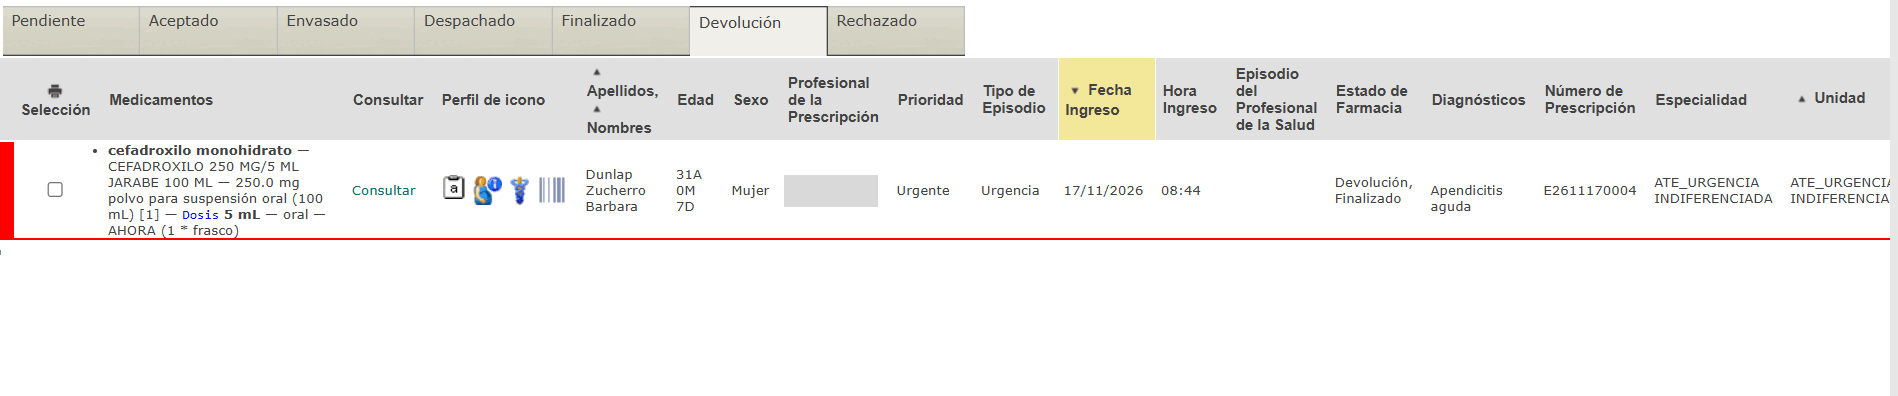 Pendiente Aceptado Envasado Despachado Finalizado Devolución Rechazado
Selección
Medicamentos
Consultar
Perfil de icono
Apellidos,
Nombres
Edad
Sexo
Profesional
de la
Prescripción
Prioridad
Tipo de
Episodio
Fecha
Ingreso
Hora
Ingreso
Episodio
del
Profesional
de la Salud
Estado de
Farmacia
Diagnósticos
Número de
Prescripción
Especialidad
Unidad
• cefadroxilo monohidrato —
CEFADROXILO 250 MG/5 ML
JARABE 100 ML — 250.0 mg
polvo para suspensión oral (100
mL) [1] — Dosis 5 mL — oral —
AHORA (1 * frasco)
Consultar
a
i
Dunlap
Zucherro
Barbara
31A
0M
7D
Mujer
Urgente
Urgencia
17/11/2026
08:44
Devolución,
Finalizado
Apendicitis
aguda
E2611170004
ATE_URGENCIA
INDIFERENCIADA
ATE_URGENCIA
INDIFERENCIA